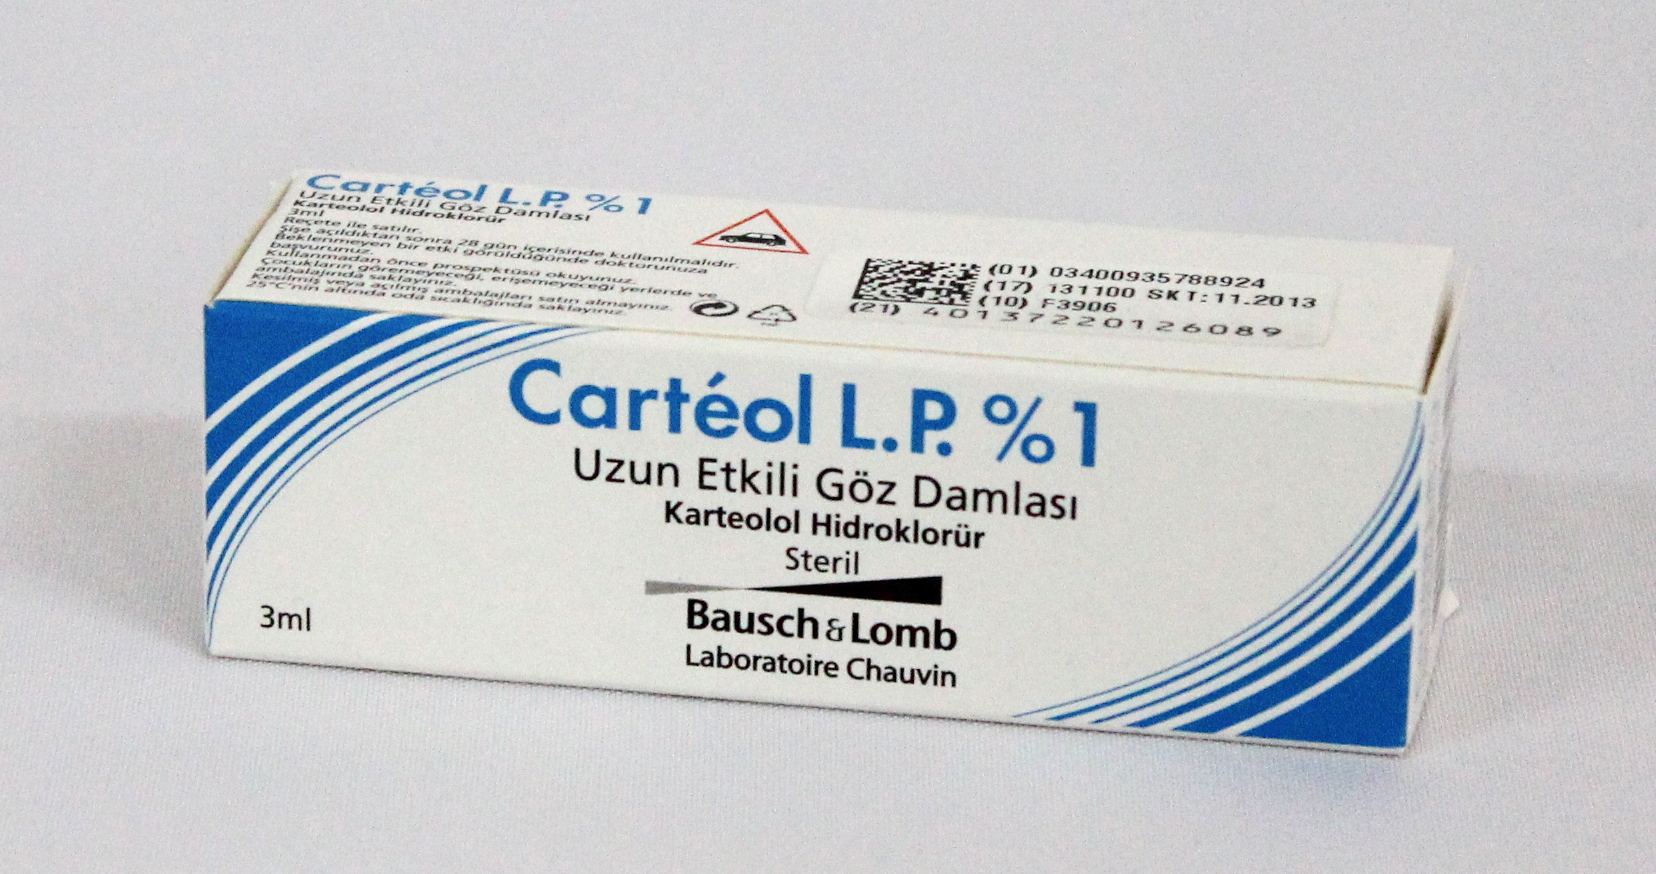 Cartéol L.P. %1
Uzun Etkili Göz Damlası
Karteolol Hidroklorür
3ml
Reçete ile satılır.
Şişe açıldıktan sonra 28 gün içerisinde kullanılmalıdır.
Beklenmeyen bir etki görüldüğünde doktorunuza
başvurunuz.
Kullanmadan önce prospektüsü okuyunuz.
Çocukların göremeyeceği, erişemeyeceği yerlerde ve
ambalajında saklayınız.
Kesilmiş veya açılmış ambalajları satın almayınız.
25°C'nin altında oda sıcaklığında saklayınız.
(01) 03400935788924
(17) 131100 SKT:11.2013
(10) F3906
(21) 40137220126089
Cartéol L.P. %1
Uzun Etkili Göz Damlası
Karteolol Hidroklorür
Steril
Bausch & Lomb
Laboratoire Chauvin
3ml